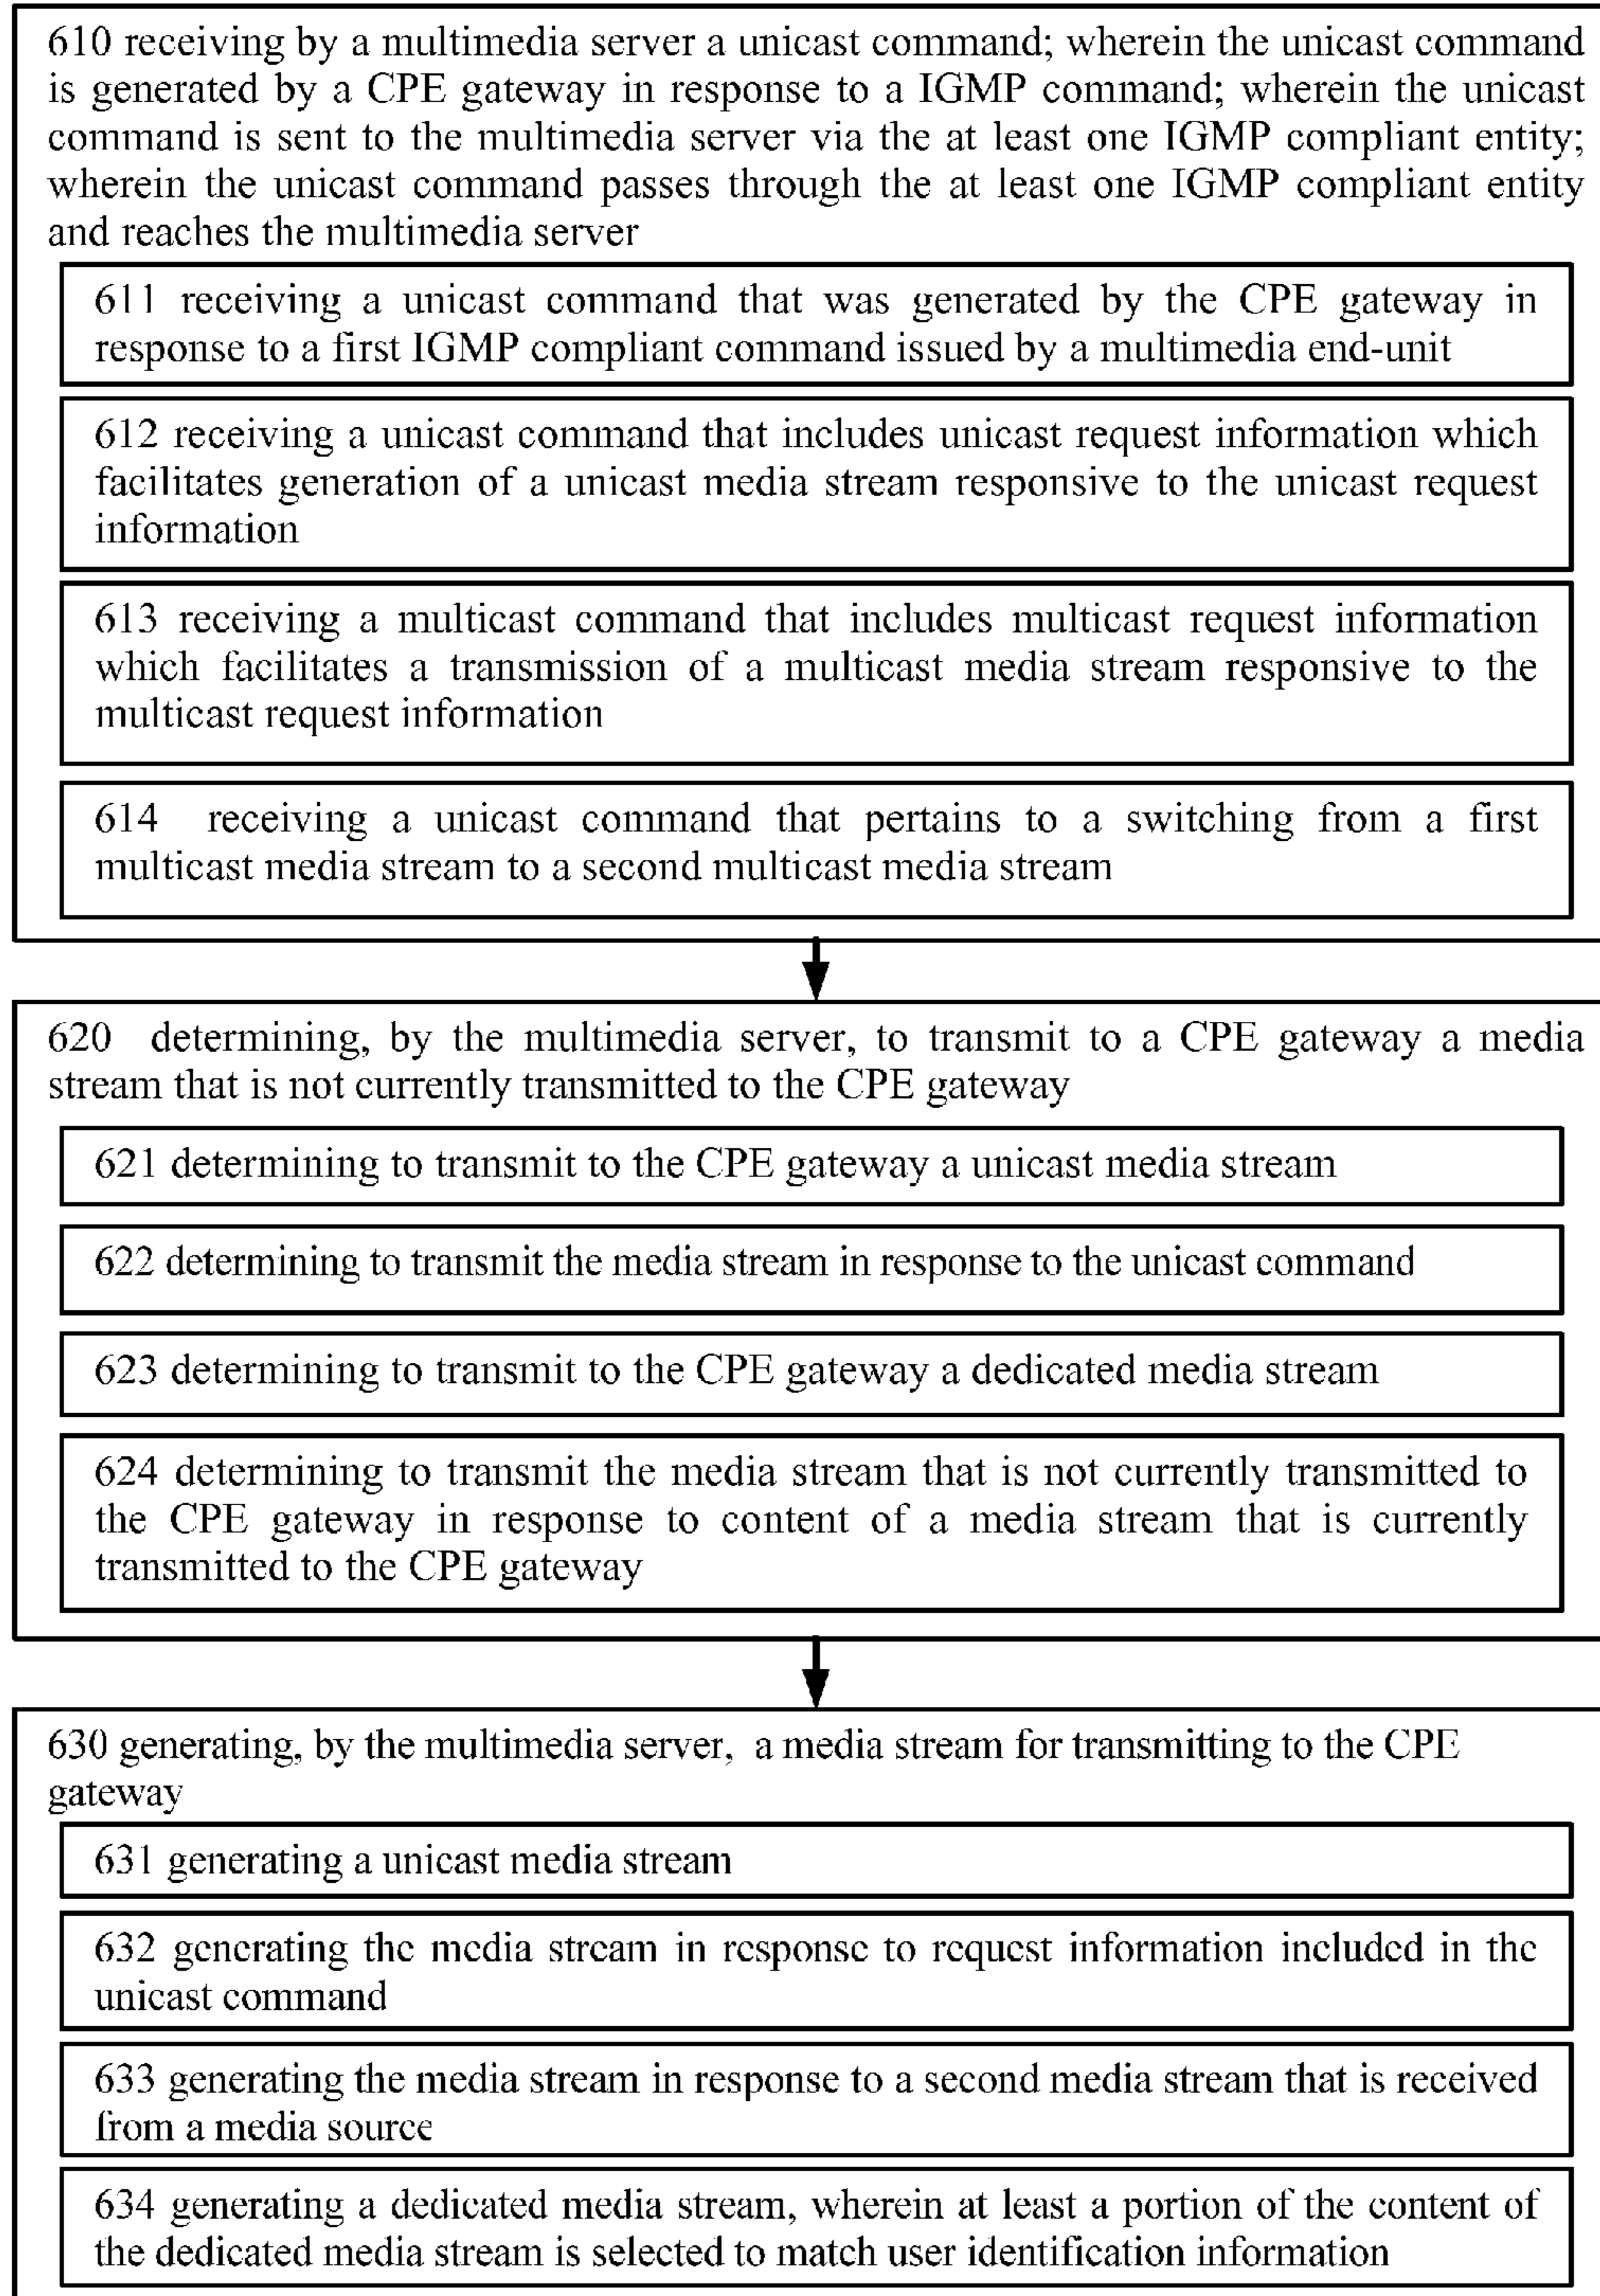 610 receiving by a multimedia server a unicast command; wherein the unicast command
is generated by a CPE gateway in response to a IGMP command; wherein the unicast
command is sent to the multimedia server via the at least one IGMP compliant entity;
wherein the unicast command passes through the at least one IGMP compliant entity
and reaches the multimedia server
611 receiving a unicast command that was generated by the CPE gateway in
response to a first IGMP compliant command issued by a multimedia end-unit
612 receiving a unicast command that includes unicast request information which
facilitates generation of a unicast media stream responsive to the unicast request
information
613 receiving a multicast command that includes multicast request information
which facilitates a transmission of a multicast media stream responsive to the
multicast request information
614 receiving a unicast command that pertains to a switching from a first
multicast media stream to a second multicast media stream
620 determining, by the multimedia server, to transmit to a CPE gateway a media
stream that is not currently transmitted to the CPE gateway
621 determining to transmit to the CPE gateway a unicast media stream
622 determining to transmit the media stream in response to the unicast command
623 determining to transmit to the CPE gateway a dedicated media stream
624 determining to transmit the media stream that is not currently transmitted to
the CPE gateway in response to content of a media stream that is currently
transmitted to the CPE gateway
630 generating, by the multimedia server, a media stream for transmitting to the CPE
gateway
631 generating a unicast media stream
632 generating the media stream in response to request information included in the
unicast command
633 generating the media stream in response to a second media stream that is received
from a media source
634 generating a dedicated media stream, wherein at least a portion of the content of
the dedicated media stream is selected to match user identification information